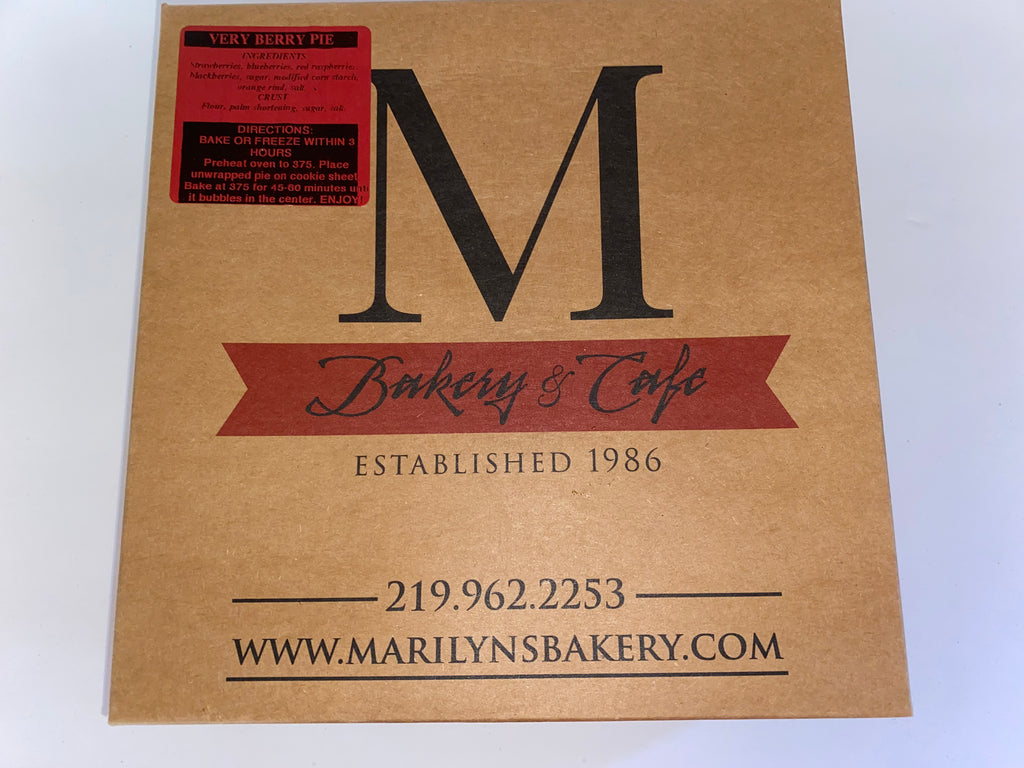 VERY BERRY PIE
INGREDIENTS
Strawberries, blueberries, red raspberries,
blackberries, sugar, modified corn starch,
orange rind, salt
CRUST
Flour, palm shortening, sugar, salt.
DIRECTIONS:
BAKE OR FREEZE WITHIN 3
HOURS
Preheat oven to 375. Place
unwrapped pie on cookie sheet
Bake at 375 for 45-60 minutes unti
it bubbles in the center. ENJOY!
M
Bakery & Cafe
ESTABLISHED 1986
219.962.2253
WWW.MARILYNSBAKERY.COM